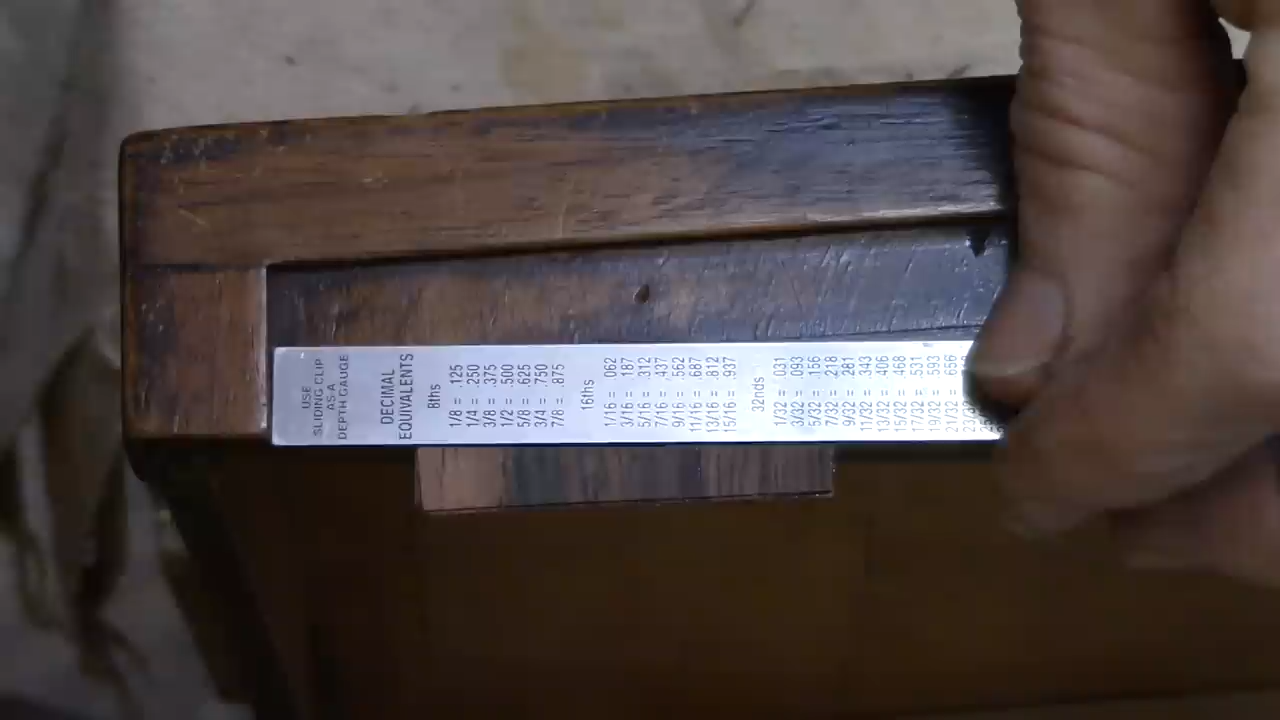 USE
SLIDING CLIP
AS A
DEPTH GAUGE
DECIMAL
EQUIVALENTS
8ths
1/8 = .125
1/4 = .250
3/8 = .375
1/2 = .500
5/8 = .625
3/4 = .750
7/8 = .875
16ths
1/16 = .062
3/16 = .187
5/16 = .312
7/16 = .437
9/16 = .562
11/16 = .687
13/16 = .812
15/16 = .937
32nds
1/32 = .031
3/32 = .093
5/32 = .156
7/32 = .218
9/32 = .281
11/32 = .343
13/32 = .406
15/32 = .468
17/32 = .531
19/32 = .593
21/32 = .656